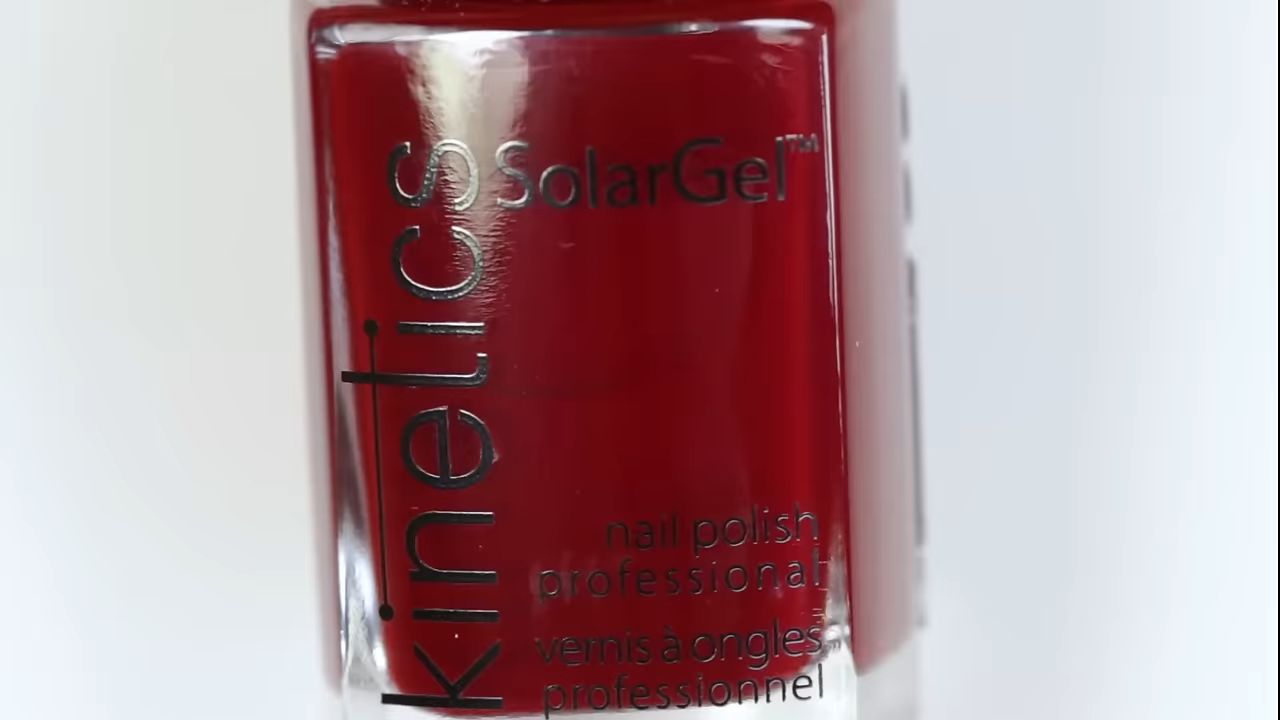 kinetics
SolarGel™
nail polish
professional
vernis à ongles
professionnel